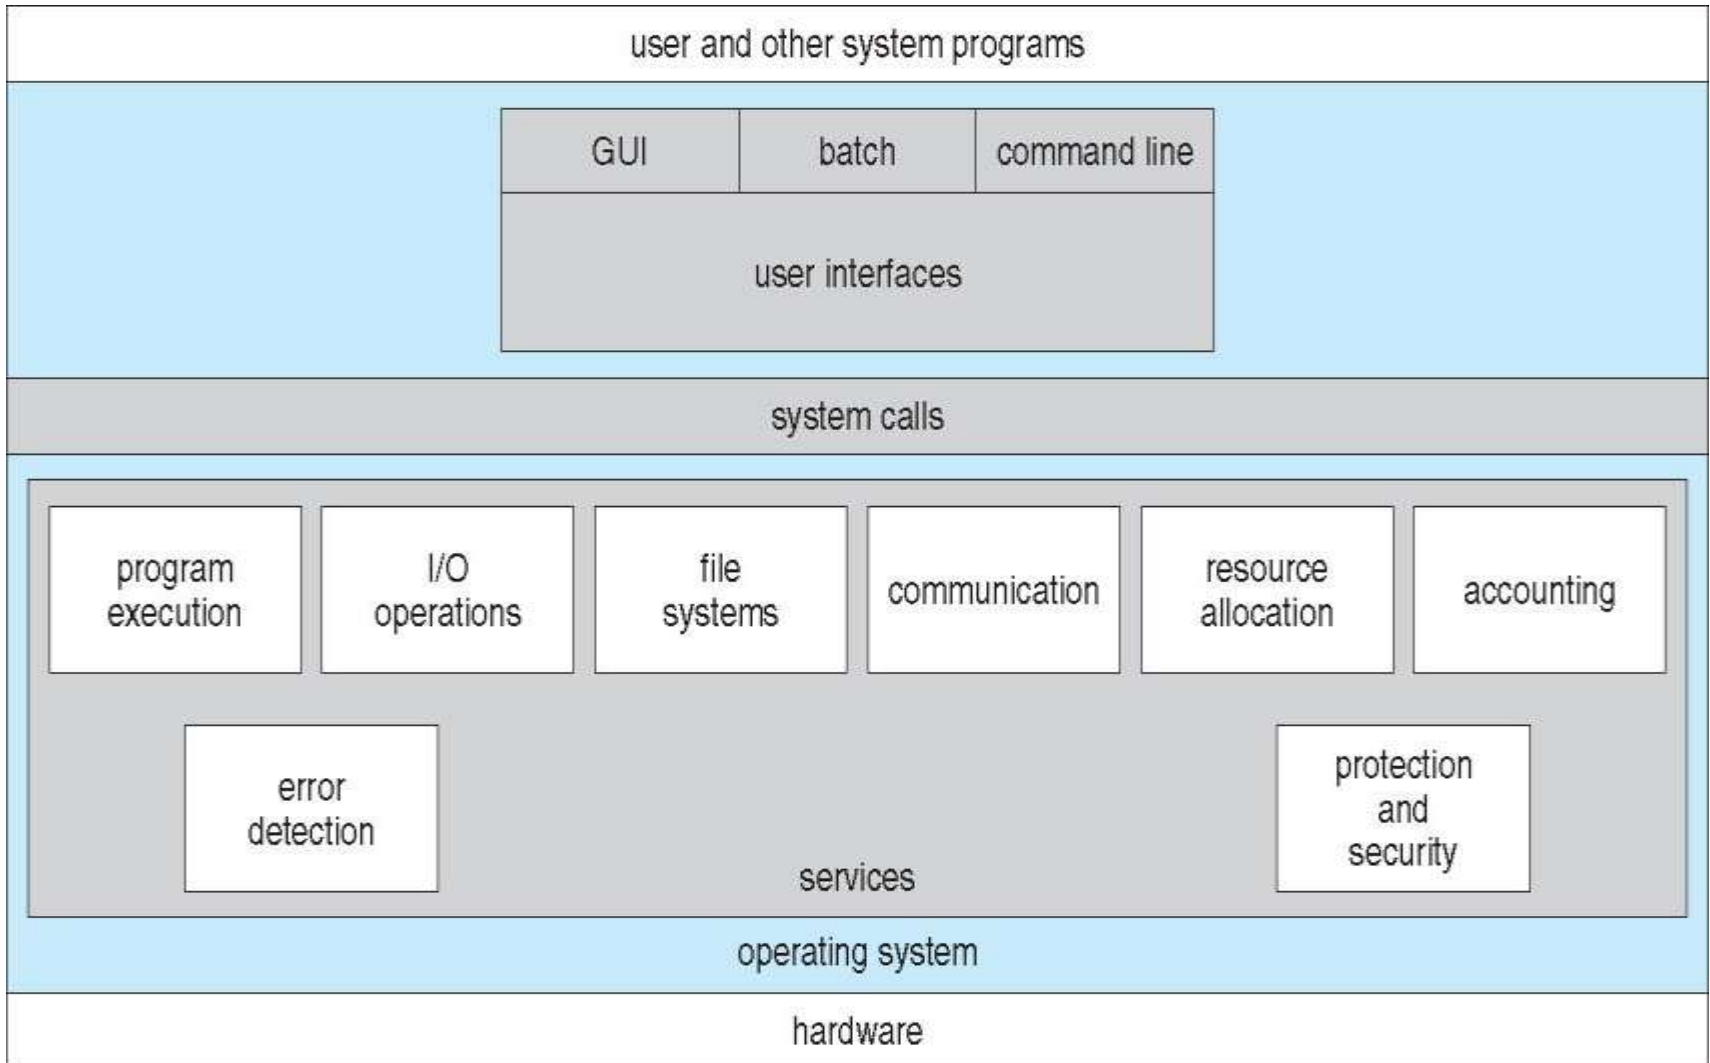 user and other system programs
GUI
batch
command line
user interfaces
system calls
program
execution
I/O
operations
file
systems
communication
resource
allocation
accounting
error
detection
protection
and
security
services
operating system
hardware